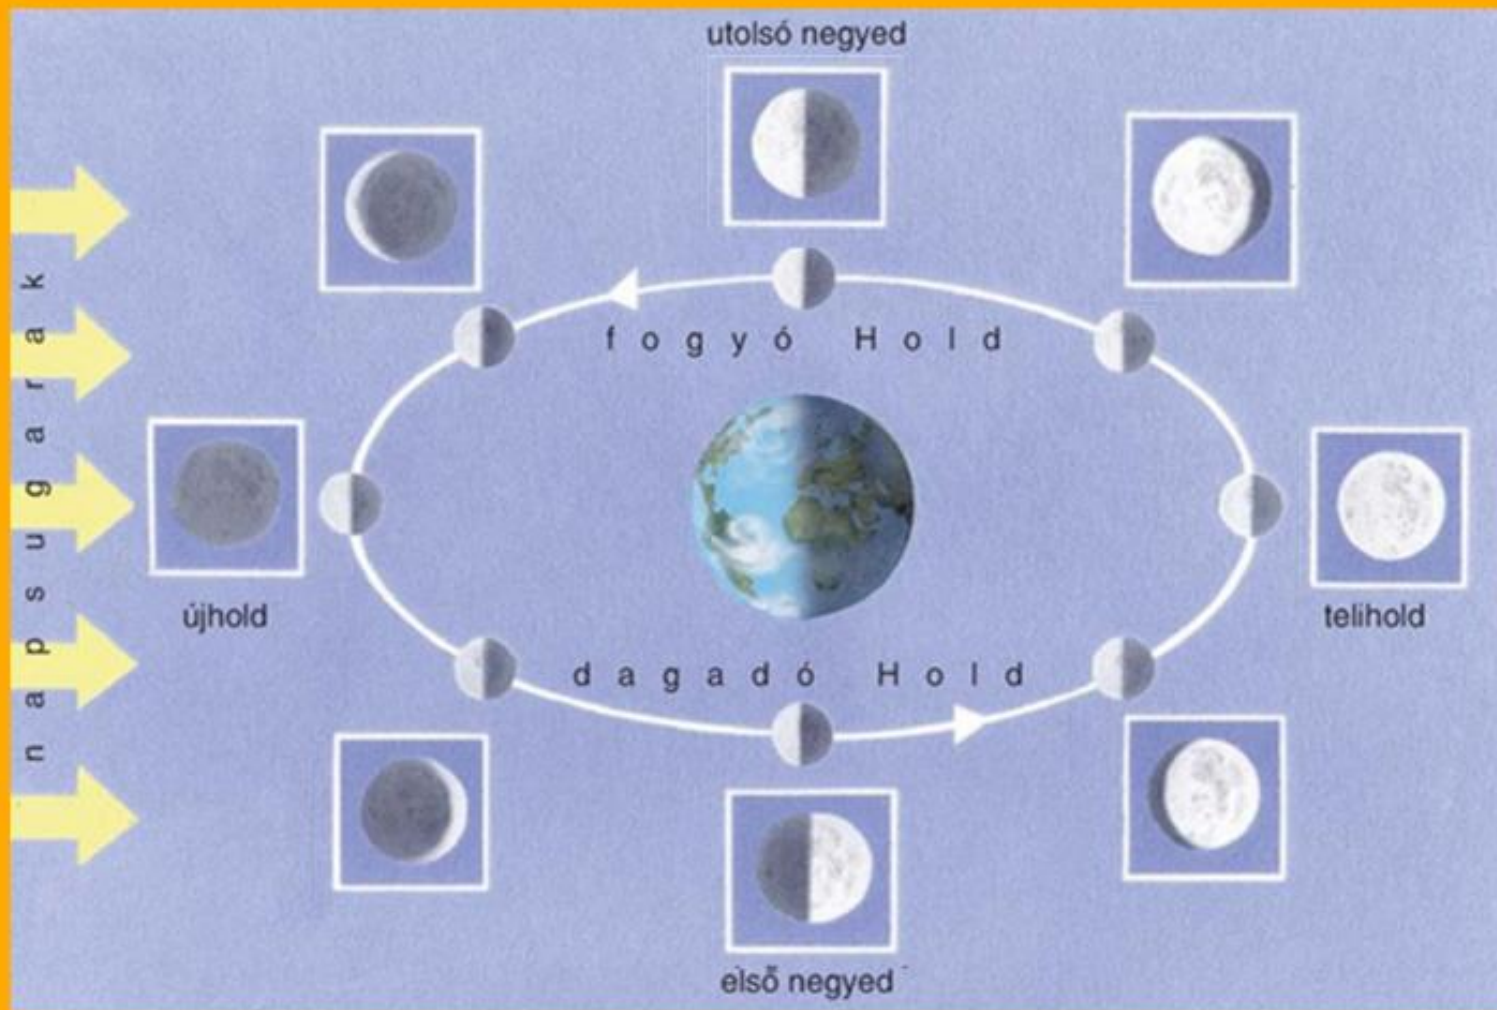 utolsó negyed
napsugarak
fogyó Hold
újhold
telihold
dagadó Hold
első negyed